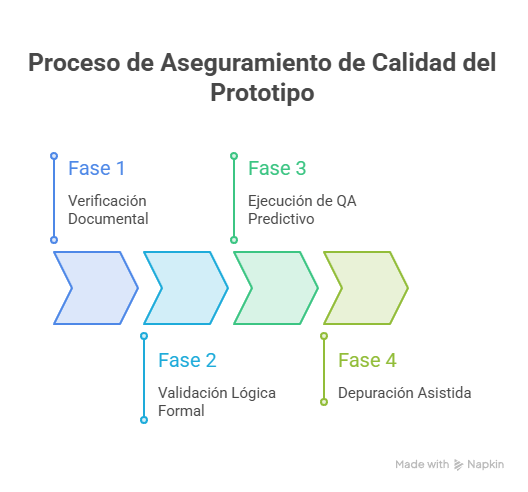 Proceso de Aseguramiento de Calidad del
Prototipo
Fase 1
Verificación
Documental
Fase 3
Ejecución de QA
Predictivo
Fase 2
Validación Lógica
Formal
Fase 4
Depuración Asistida
Made with Napkin